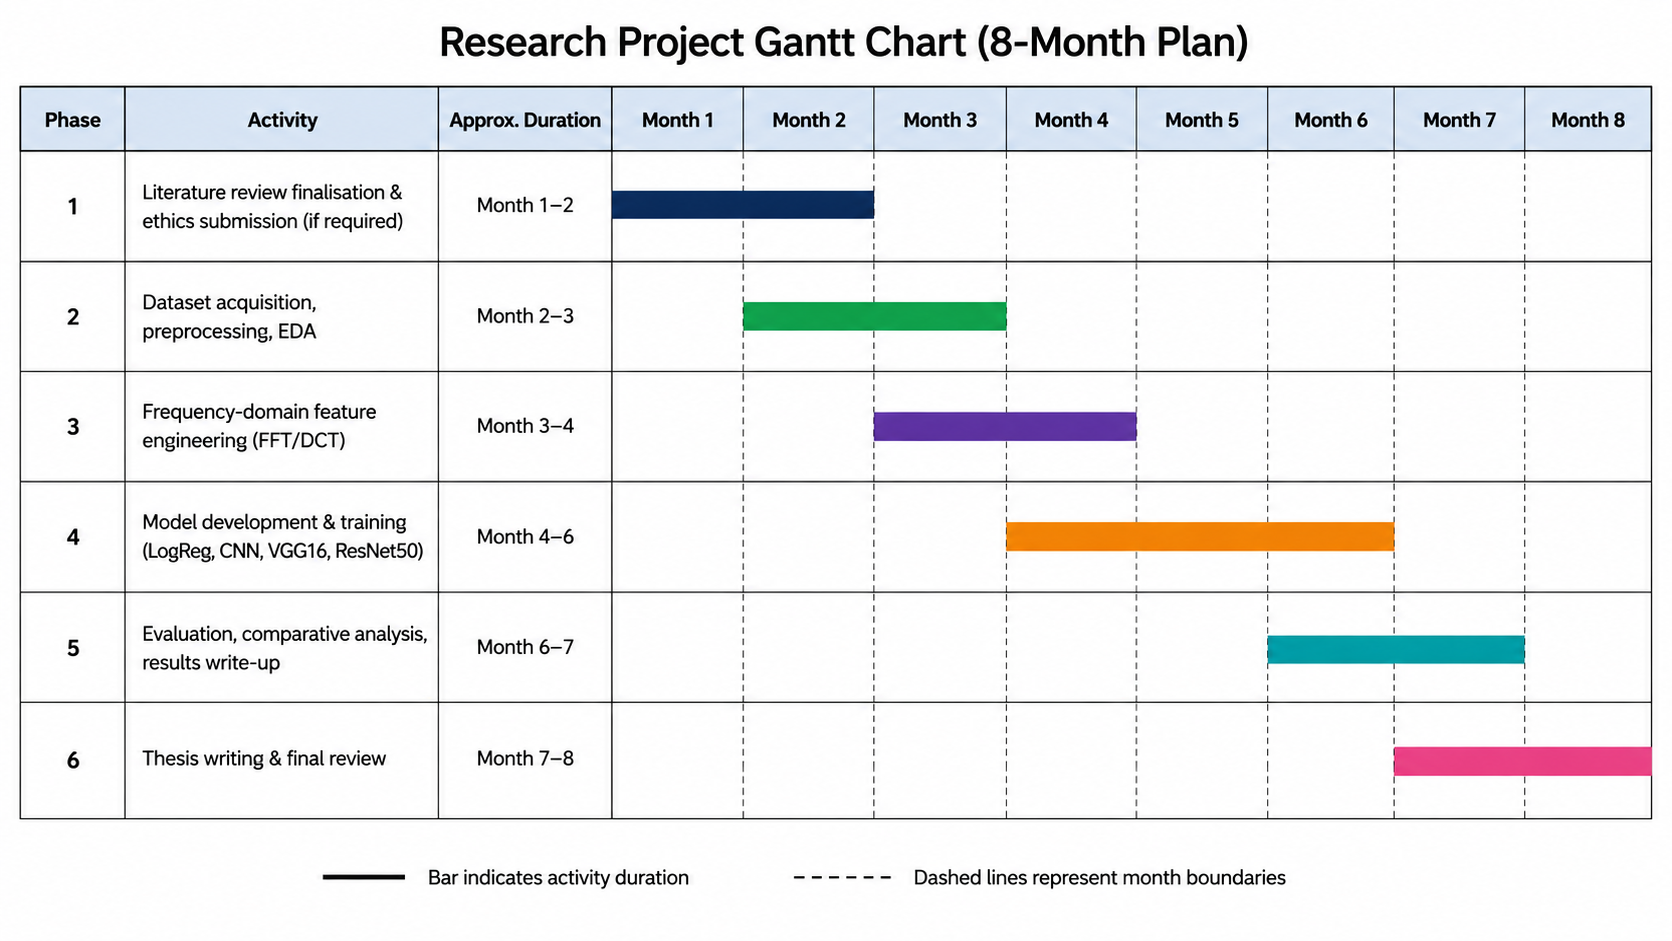 Research Project Gantt Chart (8-Month Plan)
Phase Activity Approx. Duration Month 1 Month 2 Month 3 Month 4 Month 5 Month 6 Month 7 Month 8
1
Literature review finalisation &
ethics submission (if required)
Month 1–2
2
Dataset acquisition,
preprocessing, EDA
Month 2–3
3
Frequency-domain feature
engineering (FFT/DCT)
Month 3–4
4
Model development & training
(LogReg, CNN, VGG16, ResNet50)
Month 4–6
5
Evaluation, comparative analysis,
results write-up
Month 6–7
6
Thesis writing & final review
Month 7–8
Bar indicates activity duration
Dashed lines represent month boundaries